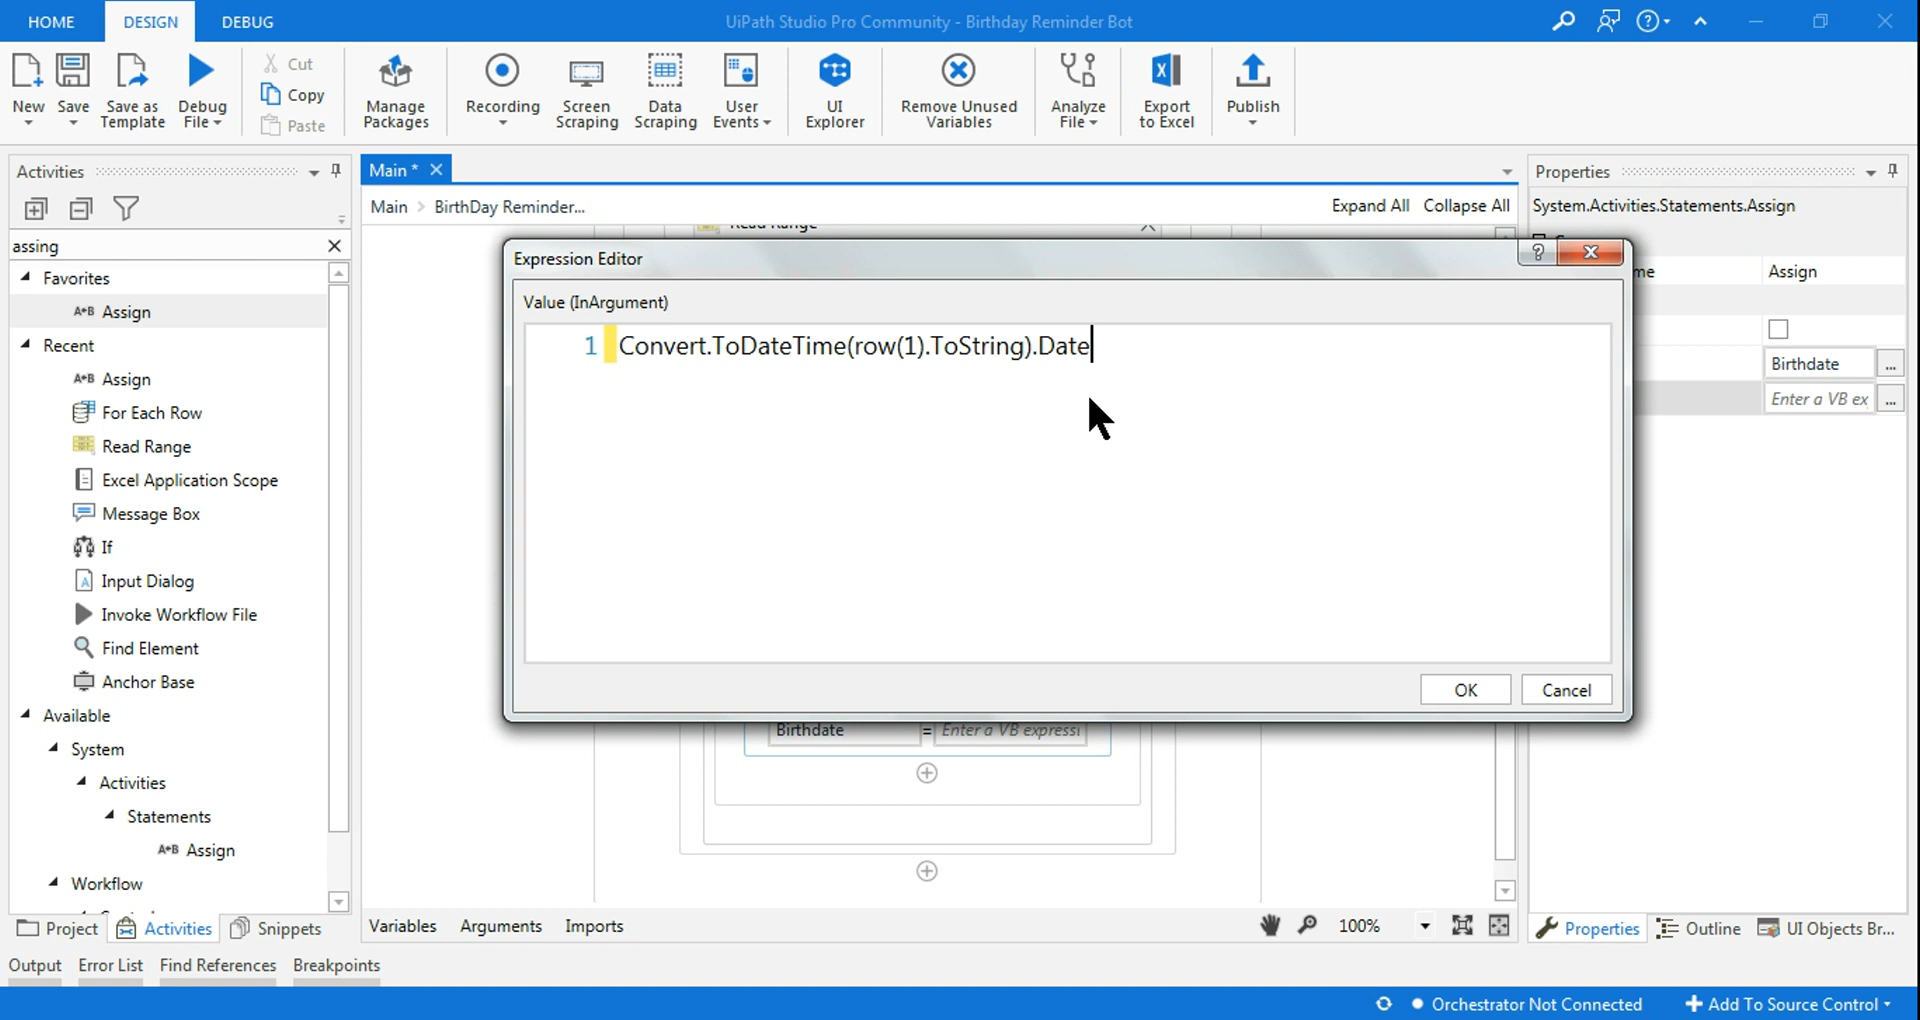 HOME DESIGN DEBUG UiPath Studio Pro Community - Birthday Reminder Bot
New Save Save as Template Debug File Cut Copy Paste Manage Packages Recording Screen Scraping Data Scraping User Events UI Explorer Remove Unused Variables Analyze File Export to Excel Publish
Activities
assing
Favorites
A*B Assign
Recent
A*B Assign
For Each Row
Read Range
Excel Application Scope
Message Box
If
Input Dialog
Invoke Workflow File
Find Element
Anchor Base
Available
System
Activities
Statements
A*B Assign
Workflow
Project Activities Snippets
Main *
Main > BirthDay Reminder... Expand All Collapse All
Read Range
Expression Editor
Value (InArgument)
1 Convert.ToDateTime(row(1).ToString).Date
OK Cancel
Birthdate = Enter a VB expressi
Variables Arguments Imports 100%
Properties
System.Activities.Statements.Assign
me Assign
Birthdate ...
Enter a VB ex ...
Properties Outline UI Objects Br...
Output Error List Find References Breakpoints
Orchestrator Not Connected Add To Source Control